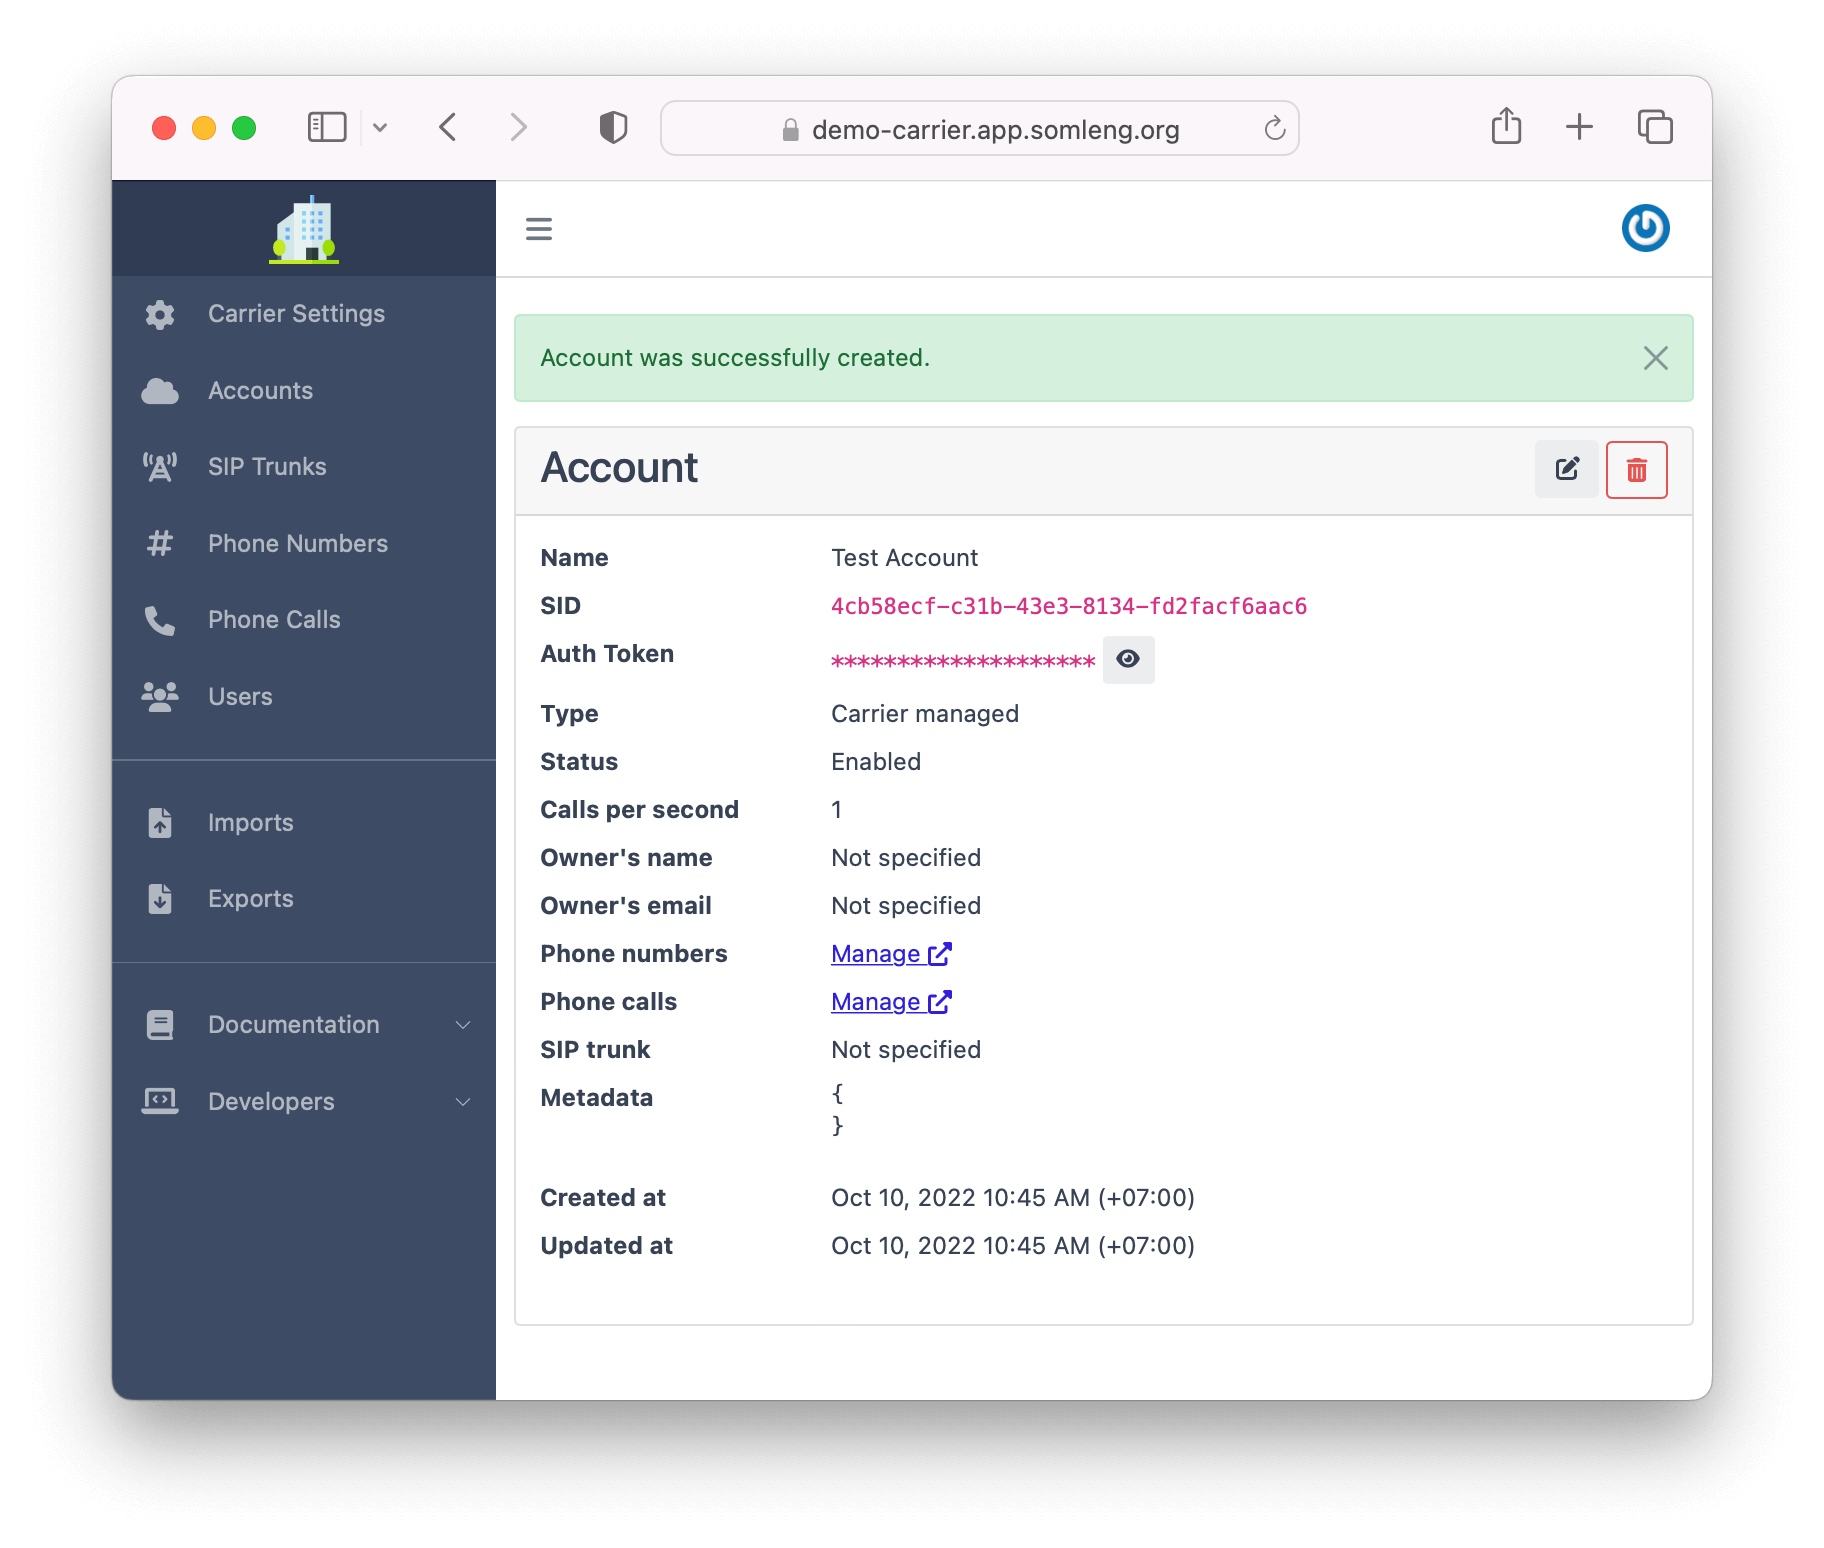 demo-carrier.app.somleng.org
Carrier Settings
Accounts
SIP Trunks
Phone Numbers
Phone Calls
Users
Imports
Exports
Documentation
Developers
Account was successfully created.
Account
Name Test Account
SID 4cb58ecf-c31b-43e3-8134-fd2facf6aac6
Auth Token ********************
Type Carrier managed
Status Enabled
Calls per second 1
Owner's name Not specified
Owner's email Not specified
Phone numbers Manage
Phone calls Manage
SIP trunk Not specified
Metadata {
}
Created at Oct 10, 2022 10:45 AM (+07:00)
Updated at Oct 10, 2022 10:45 AM (+07:00)